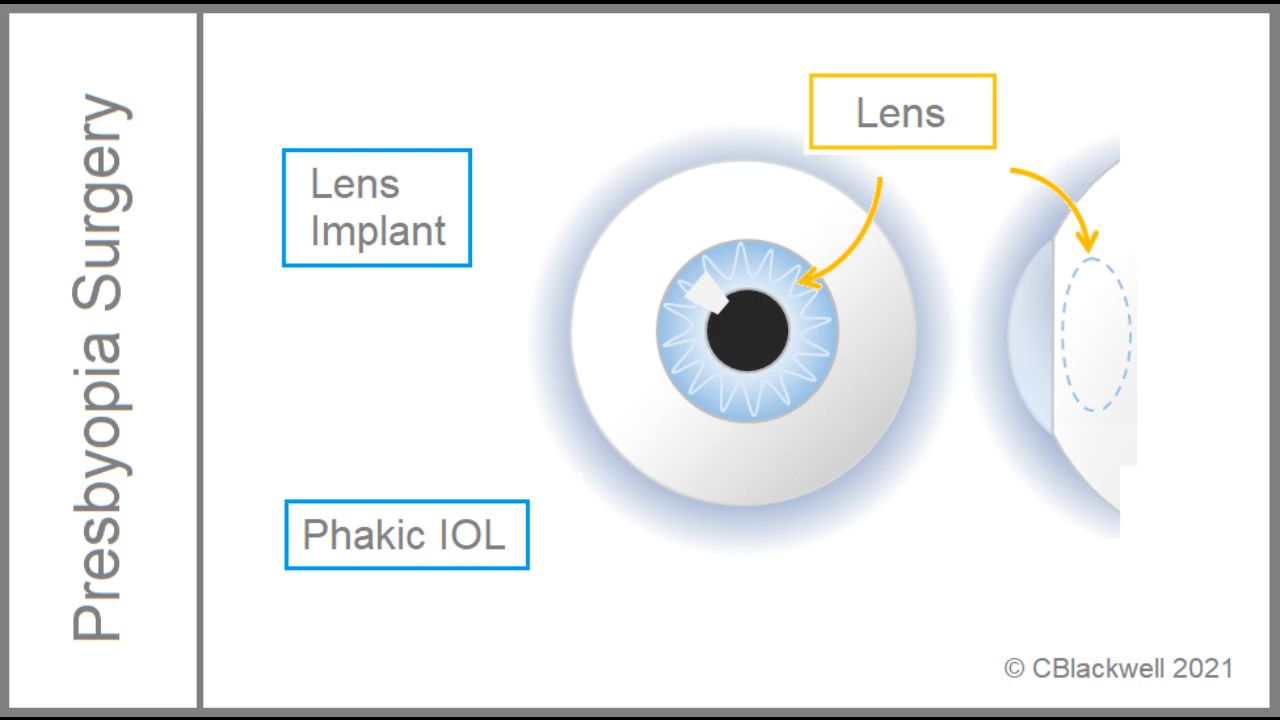 Presbyopia Surgery
Lens
Implant
Lens
Phakic IOL
© CBlackwell 2021